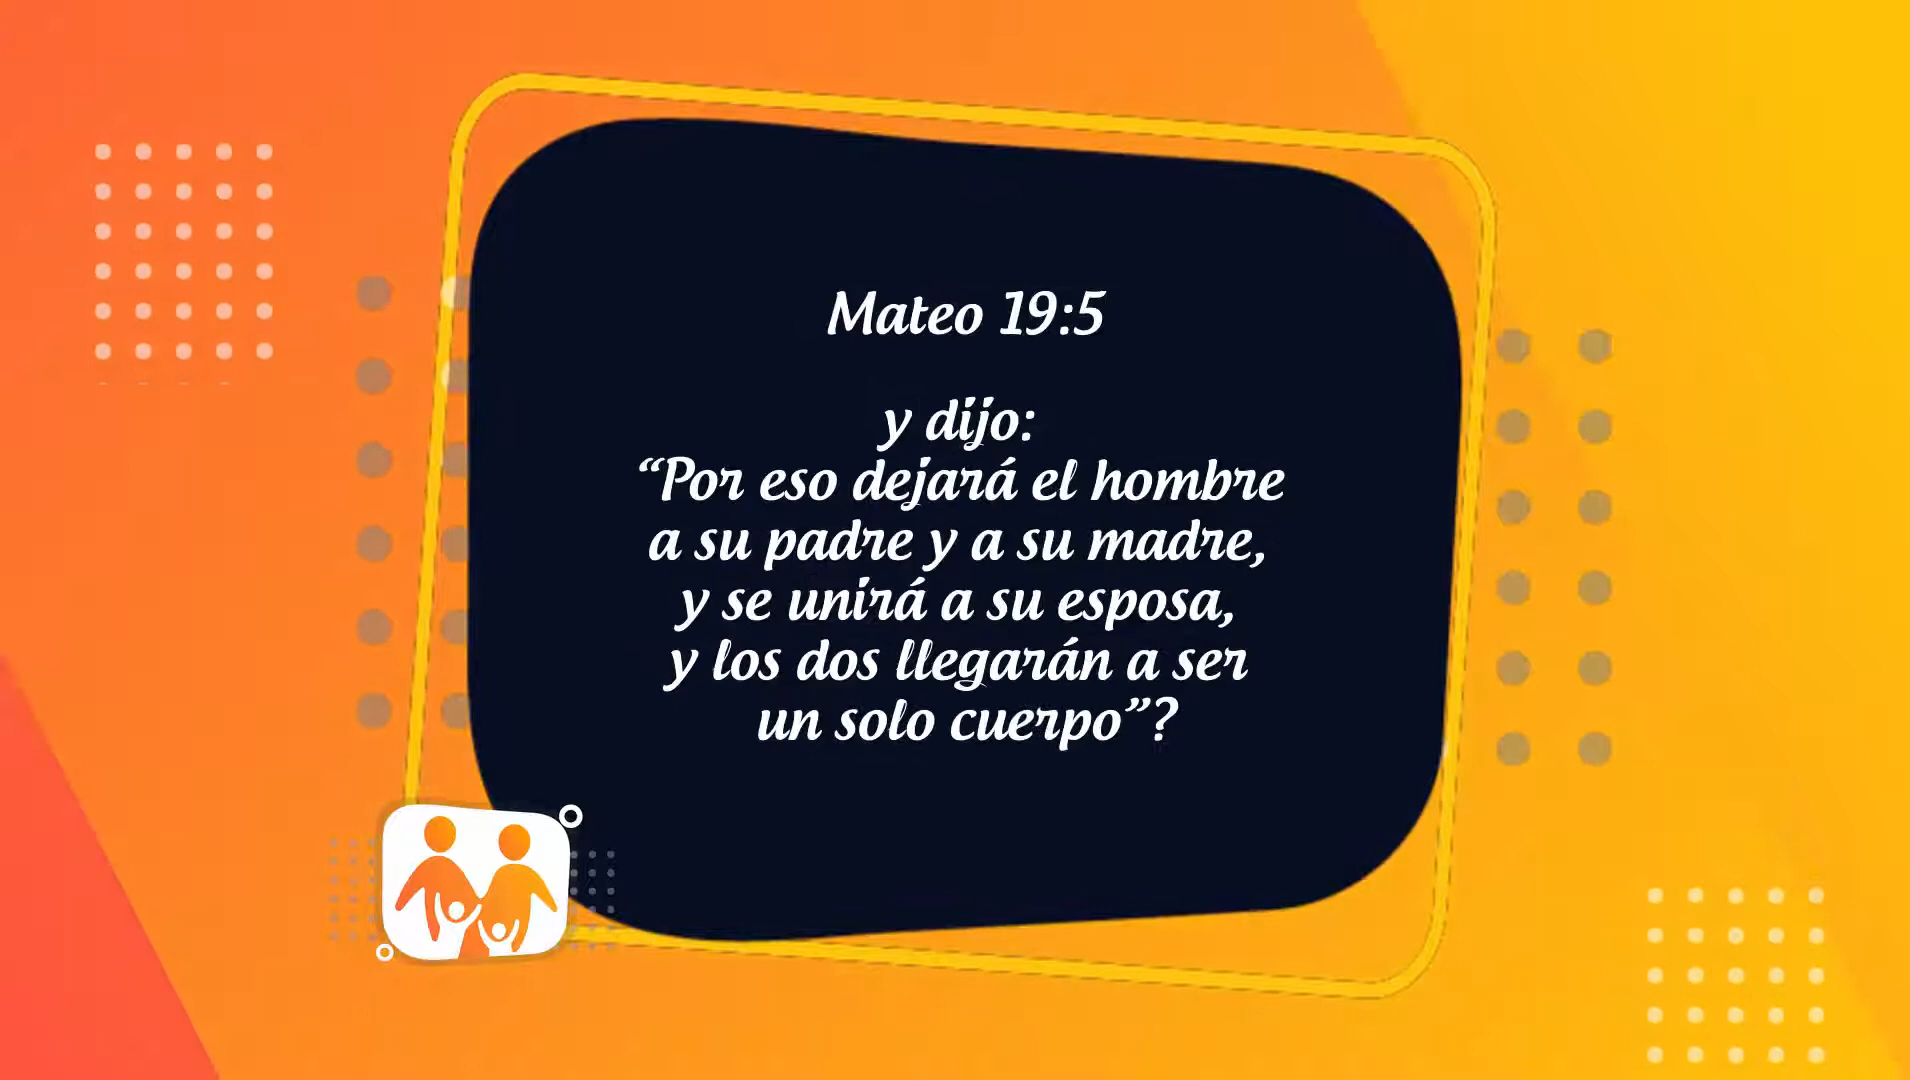 Mateo 19:5
y dijo:
“Por eso dejará el hombre
a su padre y a su madre,
y se unirá a su esposa,
y los dos llegarán a ser
un solo cuerpo”?